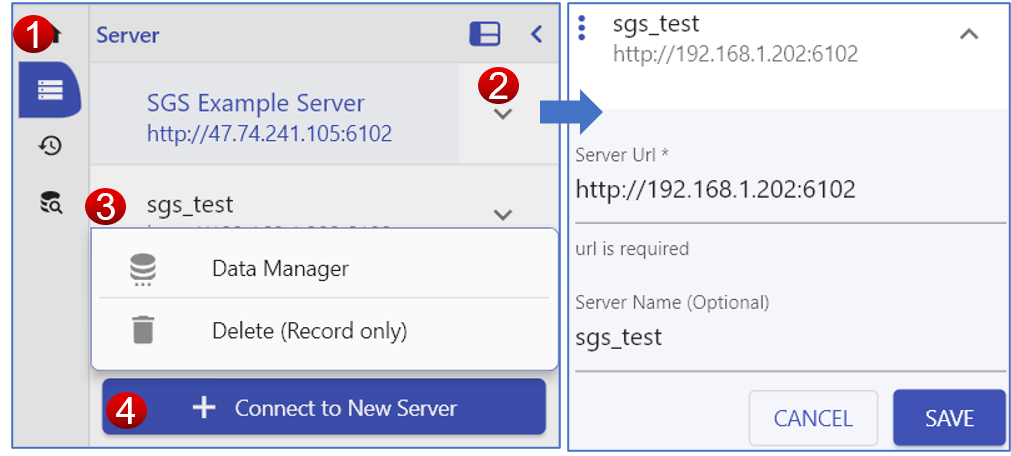 1
Server
SGS Example Server
http://47.74.241.105:6102
2
3
sgs_test
Data Manager
Delete (Record only)
4
+ Connect to New Server
sgs_test
http://192.168.1.202:6102
Server Url *
http://192.168.1.202:6102
url is required
Server Name (Optional)
sgs_test
CANCEL
SAVE